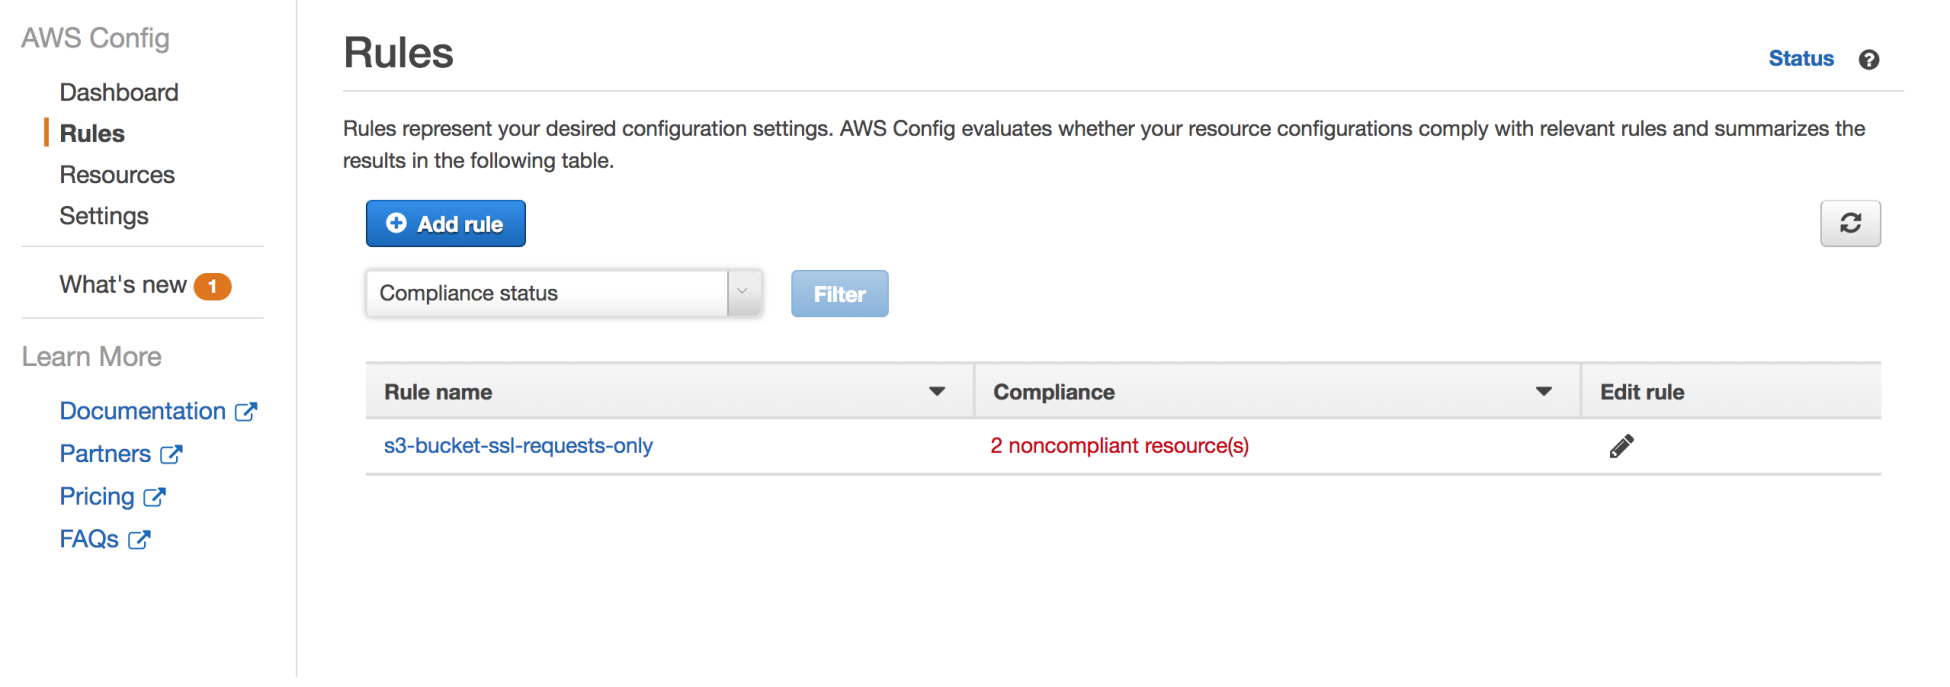 AWS Config
Dashboard
Rules
Resources
Settings
What's new 1
Learn More
Documentation
Partners
Pricing
FAQs
Rules
Status ?
Rules represent your desired configuration settings. AWS Config evaluates whether your resource configurations comply with relevant rules and summarizes the
results in the following table.
Add rule
Compliance status
Filter
Rule name Compliance Edit rule
s3-bucket-ssl-requests-only 2 noncompliant resource(s)